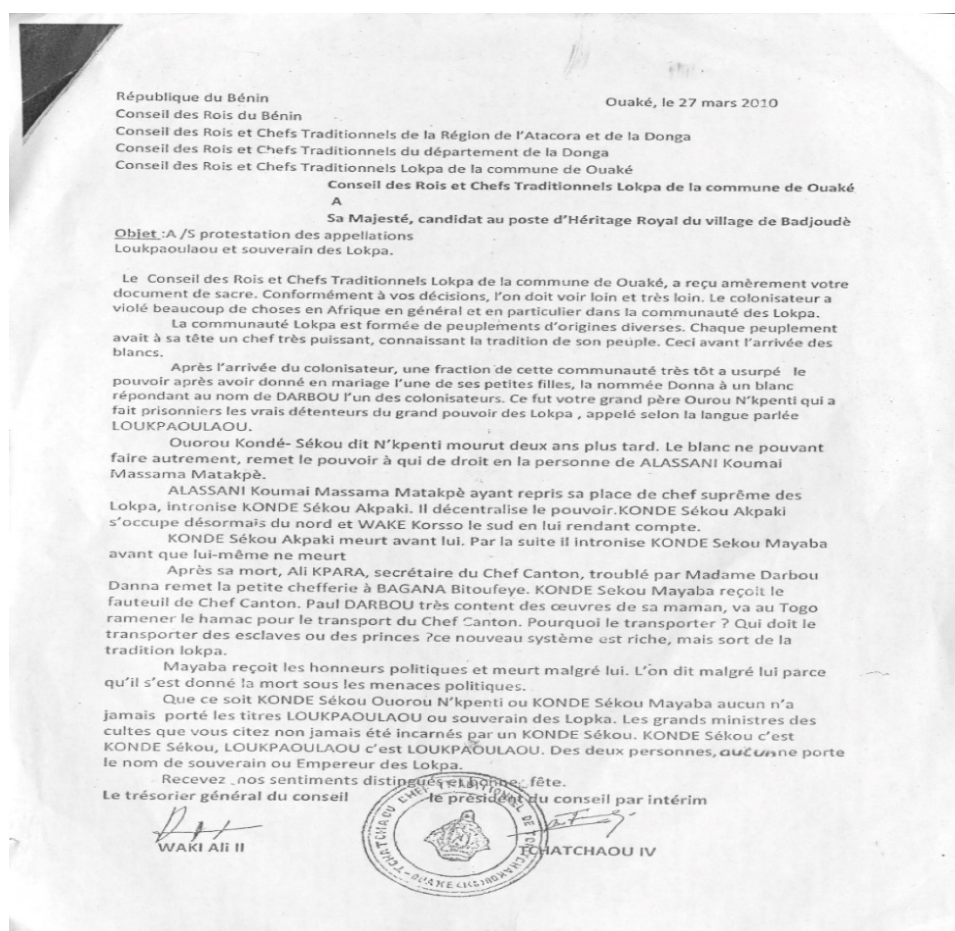 République du Bénin
Ouaké, le 27 mars 2010
Conseil des Rois du Bénin
Conseil des Rois et Chefs Traditionnels de la Région de l'Atacora et de la Donga
Conseil des Rois et Chefs Traditionnels du département de la Donga
Conseil des Rois et Chefs Traditionnels Lokpa de la commune de Ouaké
Conseil des Rois et Chefs Traditionnels Lokpa de la commune de Ouaké
A
Sa Majesté, candidat au poste d'Héritage Royal du village de Badjoudè
Objet :A /S protestation des appellations
Loukpaoulaou et souverain des Lokpa.
Le Conseil des Rois et Chefs Traditionnels Lokpa de la commune de Ouaké, a reçu amèrement votre
document de sacre. Conformément à vos décisions, l'on doit voir loin et très loin. Le colonisateur a
violé beaucoup de choses en Afrique en général et en particulier dans la communauté des Lokpa.
La communauté Lokpa est formée de peuplements d'origines diverses. Chaque peuplement
avait à sa tête un chef très puissant, connaissant la tradition de son peuple. Ceci avant l'arrivée des
blancs.
Après l'arrivée du colonisateur, une fraction de cette communauté très tôt a usurpé le
pouvoir après avoir donné en mariage l'une de ses petites filles, la nommée Donna à un blanc
répondant au nom de DARBOU l'un des colonisateurs. Ce fut votre grand père Ourou N'kpenti qui a
fait prisonniers les vrais détenteurs du grand pouvoir des Lokpa , appelé selon la langue parlée
LOUKPAOULAOU.
Ouorou Kondé- Sékou dit N'kpenti mourut deux ans plus tard. Le blanc ne pouvant
faire autrement, remet le pouvoir à qui de droit en la personne de ALASSANI Koumai
Massama Matakpè.
ALASSANI Koumai Massama Matakpè ayant repris sa place de chef suprême des
Lokpa, intronise KONDE Sékou Akpaki. Il décentralise le pouvoir.KONDE Sékou Akpaki
s'occupe désormais du nord et WAKE Korsso le sud en lui rendant compte.
KONDE Sékou Akpaki meurt avant lui. Par la suite il intronise KONDE Sekou Mayaba
avant que lui-même ne meurt
Après sa mort, Ali KPARA, secrétaire du Chef Canton, troublé par Madame Darbou
Danna remet la petite chefferie à BAGANA Bitoufeye. KONDE Sekou Mayaba reçoit le
fauteuil de Chef Canton. Paul DARBOU très content des œuvres de sa maman, va au Togo
ramener le hamac pour le transport du Chef Canton. Pourquoi le transporter ? Qui doit le
transporter des esclaves ou des princes ?ce nouveau système est riche, mais sort de la
tradition lokpa.
Mayaba reçoit les honneurs politiques et meurt malgré lui. L'on dit malgré lui parce
qu'il s'est donné la mort sous les menaces politiques.
Que ce soit KONDE Sékou Ouorou N'kpenti ou KONDE Sékou Mayaba aucun n'a
jamais porté les titres LOUKPAOULAOU ou souverain des Lopka. Les grands ministres des
cultes que vous citez non jamais été incarnés par un KONDE Sékou. KONDE Sékou c'est
KONDE Sékou, LOUKPAOULAOU c'est LOUKPAOULAOU. Des deux personnes, aucunne porte
le nom de souverain ou Empereur des Lokpa.
Recevez nos sentiments distingués et bonne fête.
Le trésorier général du conseil
le président du conseil par intérim
WAKI Ali II
TCHATCHAOU IV
TCHATCHAOU CHEF TRADITIONNEL DE